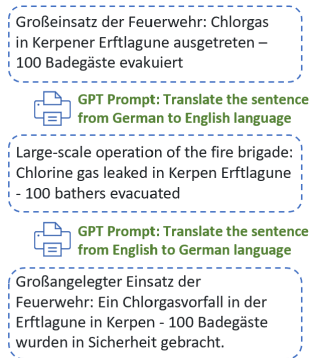 Großeinsatz der Feuerwehr: Chlorgas
in Kerpener Erftlagune ausgetreten –
100 Badegäste evakuiert
GPT Prompt: Translate the sentence
from German to English language
Large-scale operation of the fire brigade:
Chlorine gas leaked in Kerpen Erftlagune
- 100 bathers evacuated
GPT Prompt: Translate the sentence
from English to German language
Großangelegter Einsatz der
Feuerwehr: Ein Chlorgasvorfall in der
Erftlagune in Kerpen - 100 Badegäste
wurden in Sicherheit gebracht.